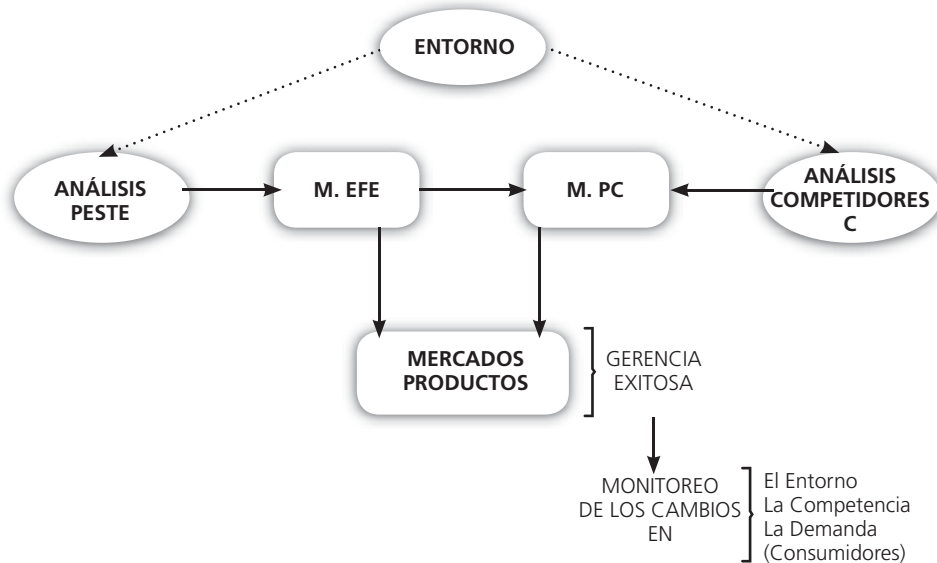 ENTORNO
ANÁLISIS
PESTE
M. EFE
M. PC
ANÁLISIS
COMPETIDORES
C
MERCADOS
PRODUCTOS
GERENCIA
EXITOSA
MONITOREO
DE LOS CAMBIOS
EN
El Entorno
La Competencia
La Demanda
(Consumidores)